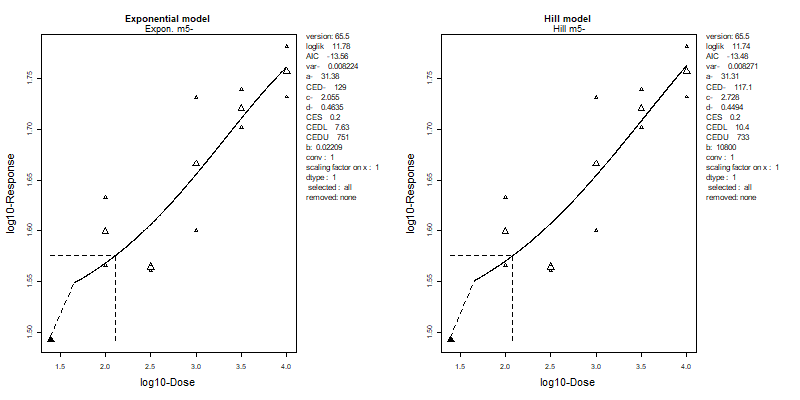 Exponential model
Expon. m5-
version: 65.5
loglik 11.78
AIC -13.56
var- 0.008224
a- 31.38
CED- 129
c- 2.055
d- 0.4635
CES 0.2
CEDL 7.63
CEDU 751
b: 0.02209
conv : 1
scaling factor on x : 1
dtype : 1
selected : all
removed: none
log10-Response
1.75
1.70
1.65
1.60
1.55
1.50
1.5 2.0 2.5 3.0 3.5 4.0
log10-Dose
Hill model
Hill m5-
version: 65.5
loglik 11.74
AIC -13.48
var- 0.008271
a- 31.31
CED- 117.1
c- 2.728
d- 0.4494
CES 0.2
CEDL 10.4
CEDU 733
b: 10800
conv : 1
scaling factor on x : 1
dtype : 1
selected : all
removed: none
log10-Response
1.75
1.70
1.65
1.60
1.55
1.50
1.5 2.0 2.5 3.0 3.5 4.0
log10-Dose